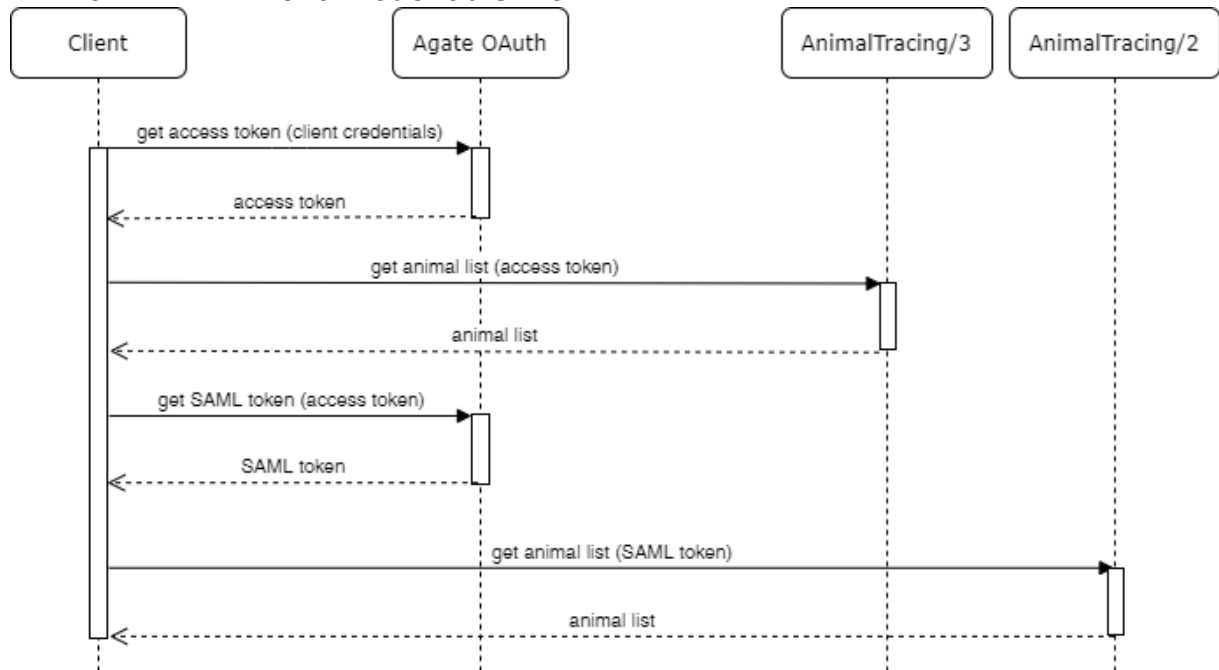 Client
Agate OAuth
AnimalTracing/3
AnimalTracing/2
get access token (client credentials)
access token
get animal list (access token)
animal list
get SAML token (access token)
SAML token
get animal list (SAML token)
animal list